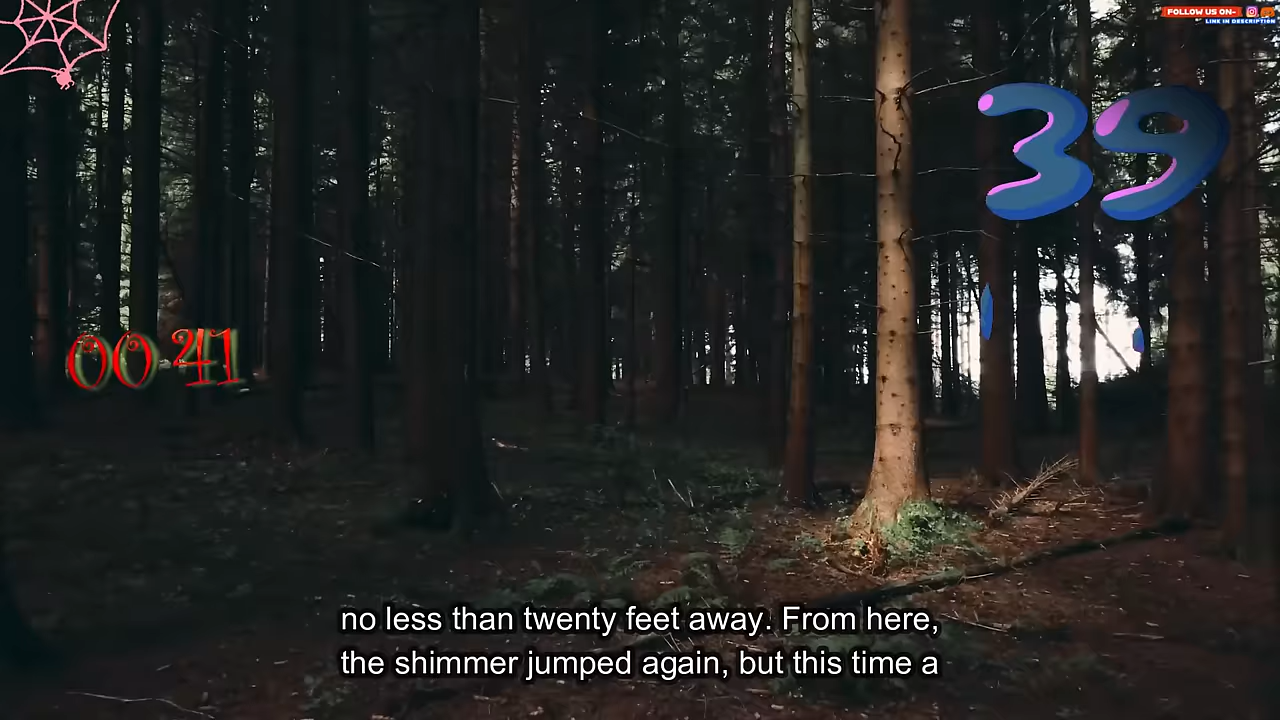 FOLLOW US ON-
LINK IN DESCRIPTION
39
00:41
no less than twenty feet away. From here,
the shimmer jumped again, but this time a